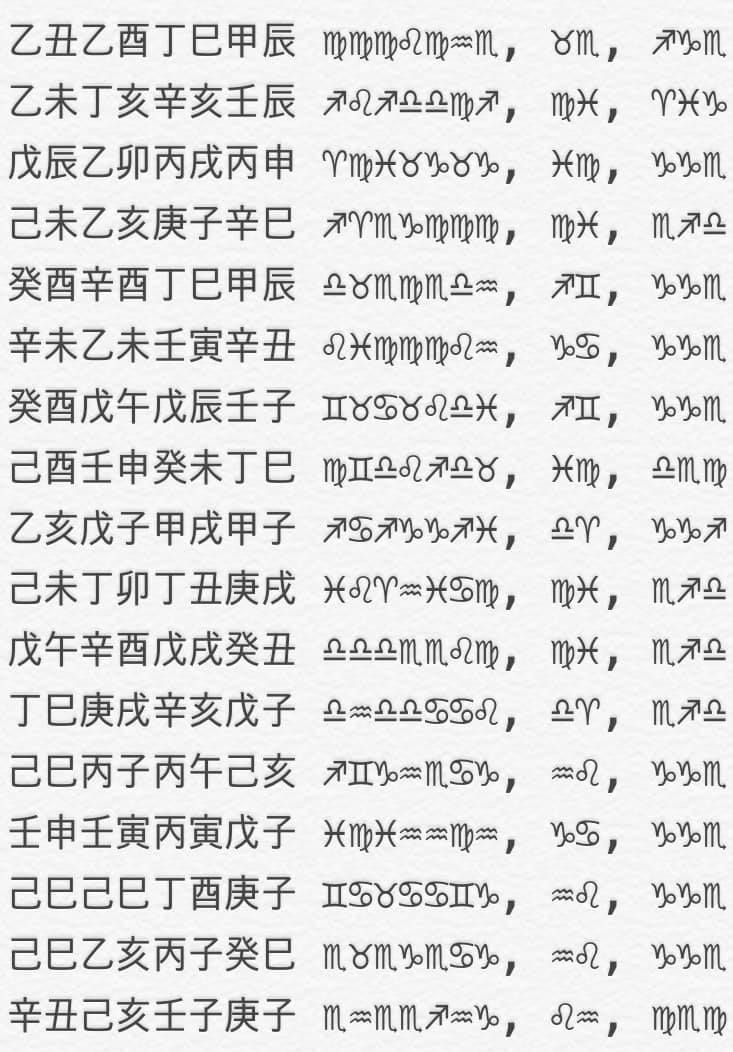 乙丑乙酉丁巳甲辰 ♍♍♍♌♍♒♏, ♉♏, ♐♑♏
乙未丁亥辛亥壬辰 ♐♌♐♎♎♍♐, ♍♓, ♈♓♑
戊辰乙卯丙戌丙申 ♈♍♓♉♑♉♑, ♓♍, ♑♑♏
己未乙亥庚子辛巳 ♐♈♏♑♍♍♍, ♍♓, ♏♐♎
癸酉辛酉丁巳甲辰 ♎♉♏♍♏♎♒, ♐♊, ♑♑♏
辛未乙未壬寅辛丑 ♌♓♍♍♍♌♒, ♑♋, ♑♑♏
癸酉戊午戊辰壬子 ♊♉♋♉♌♎♓, ♐♊, ♑♑♏
己酉壬申癸未丁巳 ♍♊♎♌♐♎♉, ♓♍, ♎♏♍
乙亥戊子甲戌甲子 ♐♋♐♑♑♐♓, ♎♈, ♑♑♐
己未丁卯丁丑庚戌 ♓♌♈♒♓♋♍, ♍♓, ♏♐♎
戊午辛酉戊戌癸丑 ♎♎♎♏♏♌♍, ♍♓, ♏♐♎
丁巳庚戌辛亥戊子 ♎♒♎♎♋♋♌, ♎♈, ♏♐♎
己巳丙子丙午己亥 ♐♊♑♒♏♋♑, ♒♌, ♑♑♏
壬申壬寅丙寅戊子 ♓♍♓♒♒♍♒, ♑♋, ♑♑♏
己巳己巳丁酉庚子 ♊♋♉♋♋♊♑, ♒♌, ♑♑♏
己巳乙亥丙子癸巳 ♏♉♏♑♏♋♑, ♒♌, ♑♑♏
辛丑己亥壬子庚子 ♏♒♏♏♐♒♑, ♌♒, ♍♏♍